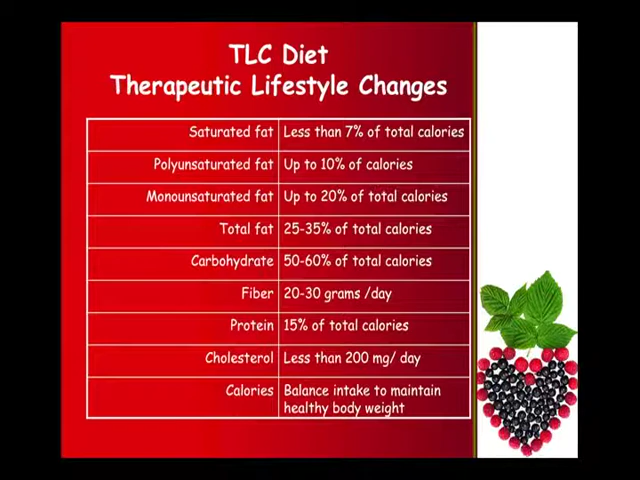 TLC Diet
Therapeutic Lifestyle Changes
Saturated fat Less than 7% of total calories
Polyunsaturated fat Up to 10% of calories
Monounsaturated fat Up to 20% of total calories
Total fat 25-35% of total calories
Carbohydrate 50-60% of total calories
Fiber 20-30 grams /day
Protein 15% of total calories
Cholesterol Less than 200 mg/ day
Calories Balance intake to maintain
healthy body weight